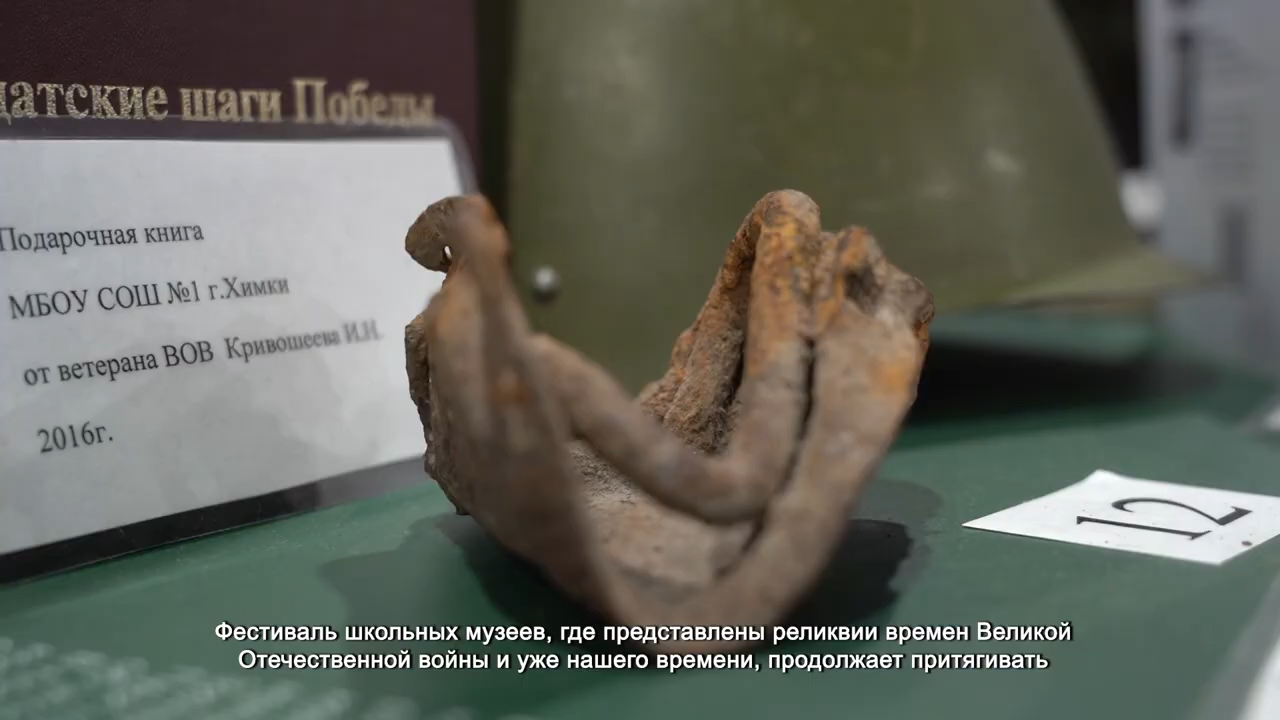 шаги Победы
Подарочная книга
МБОУ СОШ №1 г.Химки
от ветерана ВОВ Кривошеева И.Н.
2016г.
12
Фестиваль школьных музеев, где представлены реликвии времен Великой
Отечественной войны и уже нашего времени, продолжает притягивать